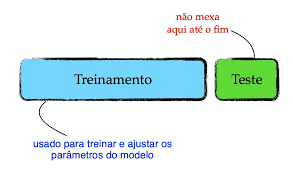 não mexa
aqui até o fim
Treinamento
Teste
usado para treinar e ajustar os
parâmetros do modelo